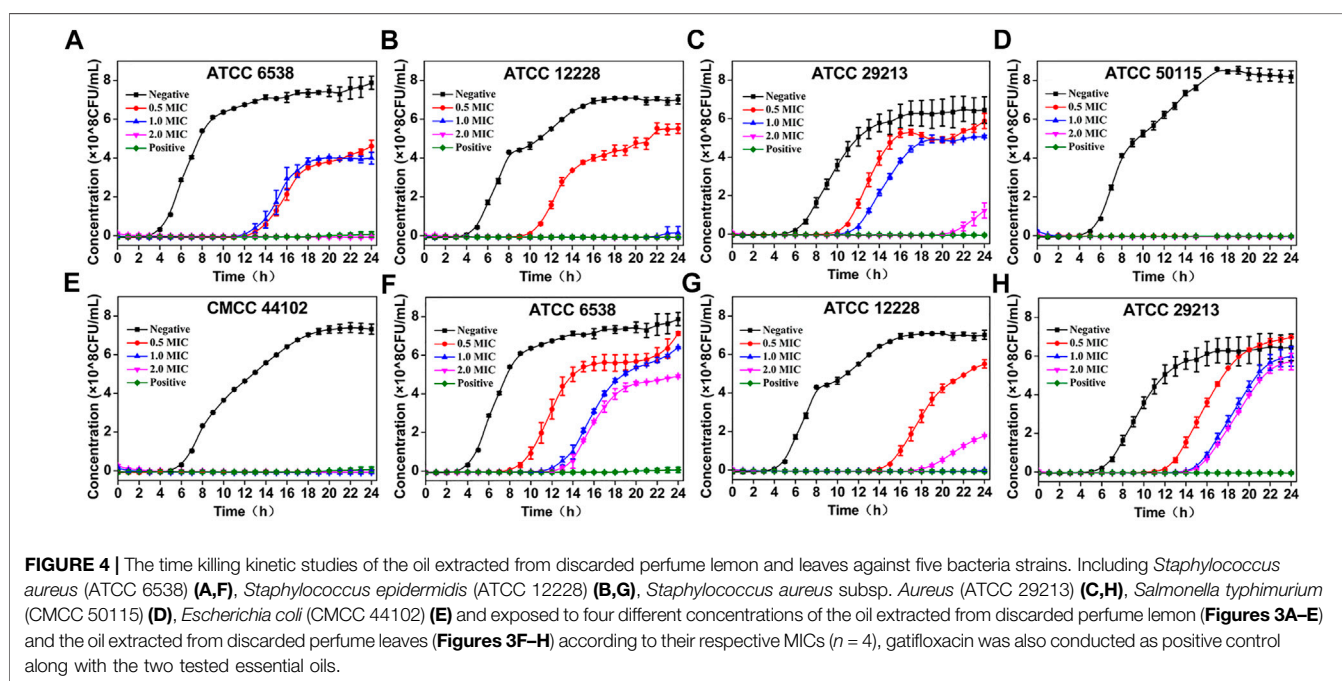 A
ATCC 6538
Concentration (×10^8CFU/mL)
8
6
4
2
0
Negative
0.5 MIC
1.0 MIC
2.0 MIC
Positive
0 2 4 6 8 10 12 14 16 18 20 22 24
Time（h）
B
ATCC 12228
Concentration (×10^8CFU/mL)
8
6
4
2
0
Negative
0.5 MIC
1.0 MIC
2.0 MIC
Positive
0 2 4 6 8 10 12 14 16 18 20 22 24
Time（h）
C
ATCC 29213
Concentration (×10^8CFU/mL)
8
6
4
2
0
Negative
0.5 MIC
1.0 MIC
2.0 MIC
Positive
0 2 4 6 8 10 12 14 16 18 20 22 24
Time（h）
D
ATCC 50115
Concentration (×10^8CFU/mL)
8
6
4
2
0
Negative
0.5 MIC
1.0 MIC
2.0 MIC
Positive
0 2 4 6 8 10 12 14 16 18 20 22 24
Time（h）
E
CMCC 44102
Concentration (×10^8CFU/mL)
8
6
4
2
0
Negative
0.5 MIC
1.0 MIC
2.0 MIC
Positive
0 2 4 6 8 10 12 14 16 18 20 22 24
Time（h）
F
ATCC 6538
Concentration (×10^8CFU/mL)
8
6
4
2
0
Negative
0.5 MIC
1.0 MIC
2.0 MIC
Positive
0 2 4 6 8 10 12 14 16 18 20 22 24
Time（h）
G
ATCC 12228
Concentration (×10^8CFU/mL)
8
6
4
2
0
Negative
0.5 MIC
1.0 MIC
2.0 MIC
Positive
0 2 4 6 8 10 12 14 16 18 20 22 24
Time（h）
H
ATCC 29213
Concentration (×10^8CFU/mL)
8
6
4
2
0
Negative
0.5 MIC
1.0 MIC
2.0 MIC
Positive
0 2 4 6 8 10 12 14 16 18 20 22 24
Time（h）
FIGURE 4 | The time killing kinetic studies of the oil extracted from discarded perfume lemon and leaves against five bacteria strains. Including Staphylococcus
aureus (ATCC 6538) (A,F), Staphylococcus epidermidis (ATCC 12228) (B,G), Staphylococcus aureus subsp. Aureus (ATCC 29213) (C,H), Salmonella typhimurium
(CMCC 50115) (D), Escherichia coli (CMCC 44102) (E) and exposed to four different concentrations of the oil extracted from discarded perfume lemon (Figures 3A–E)
and the oil extracted from discarded perfume leaves (Figures 3F–H) according to their respective MICs (n = 4), gatifloxacin was also conducted as positive control
along with the two tested essential oils.